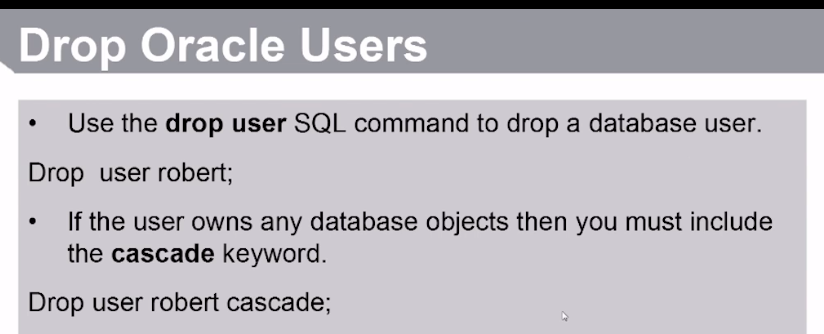 Drop Oracle Users
• Use the drop user SQL command to drop a database user.
Drop user robert;
• If the user owns any database objects then you must include
the cascade keyword.
Drop user robert cascade;